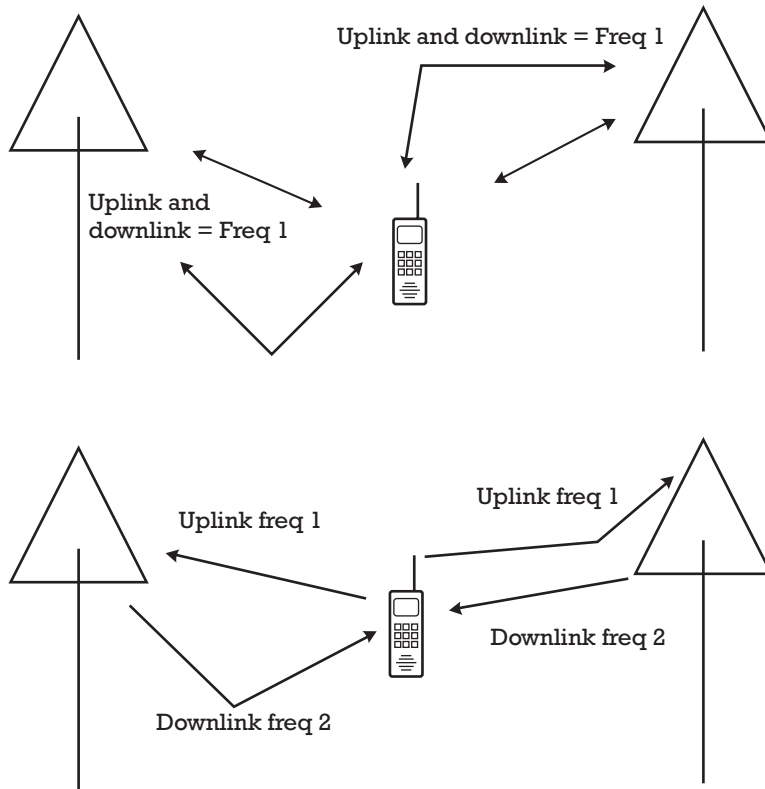 Uplink and downlink = Freq 1
Uplink and
downlink = Freq 1
Uplink freq 1
Uplink freq 1
Downlink freq 2
Downlink freq 2